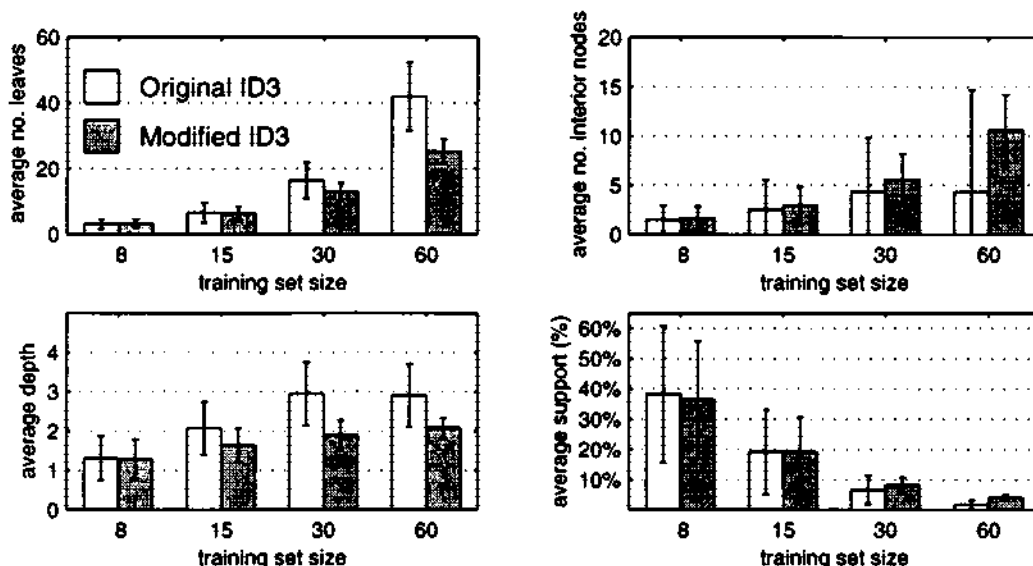 average no. leaves
60
40
20
0
Original ID3
Modified ID3
8 15 30 60
training set size
average no. interior nodes
20
15
10
5
0
8 15 30 60
training set size
average depth
4
3
2
1
0
8 15 30 60
training set size
average support (%)
60%
50%
40%
30%
20%
10%
8 15 30 60
training set size